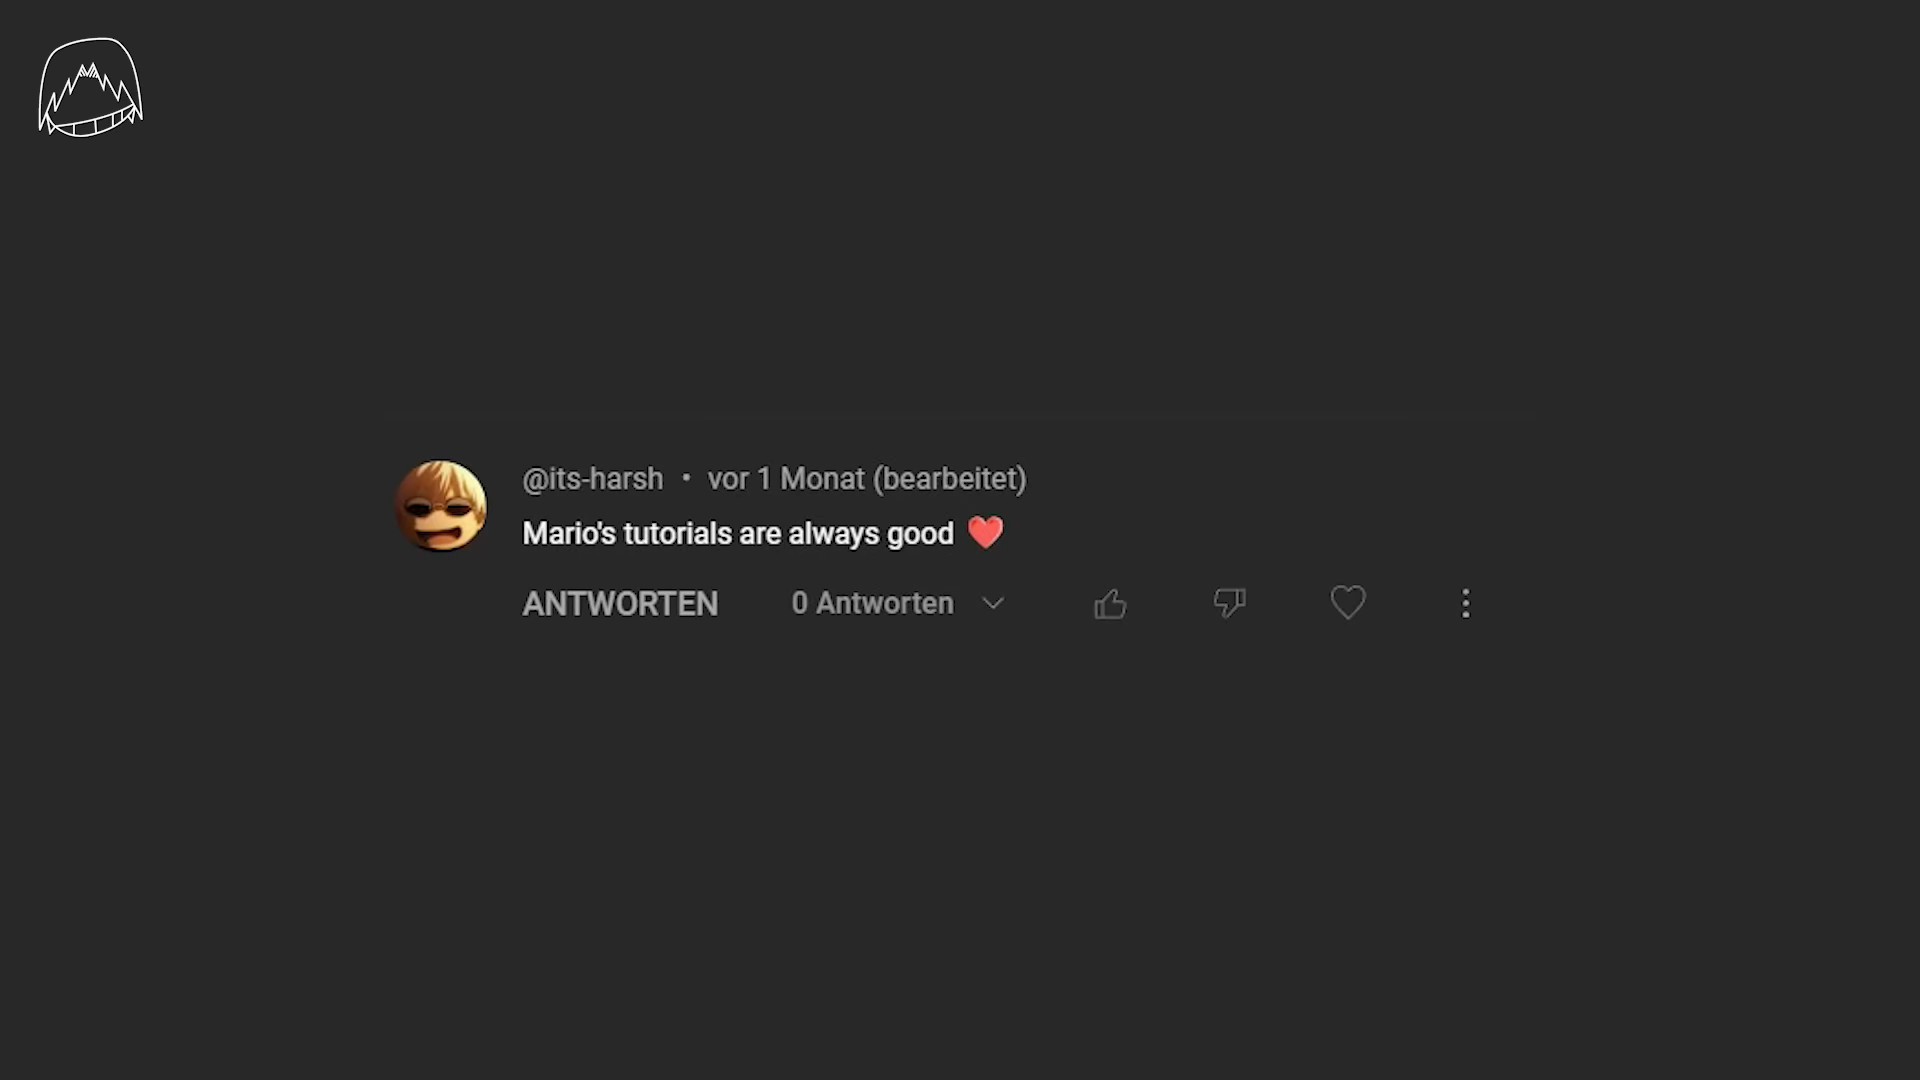 @its-harsh • vor 1 Monat (bearbeitet)
Mario's tutorials are always good ❤️
ANTWORTEN 0 Antworten